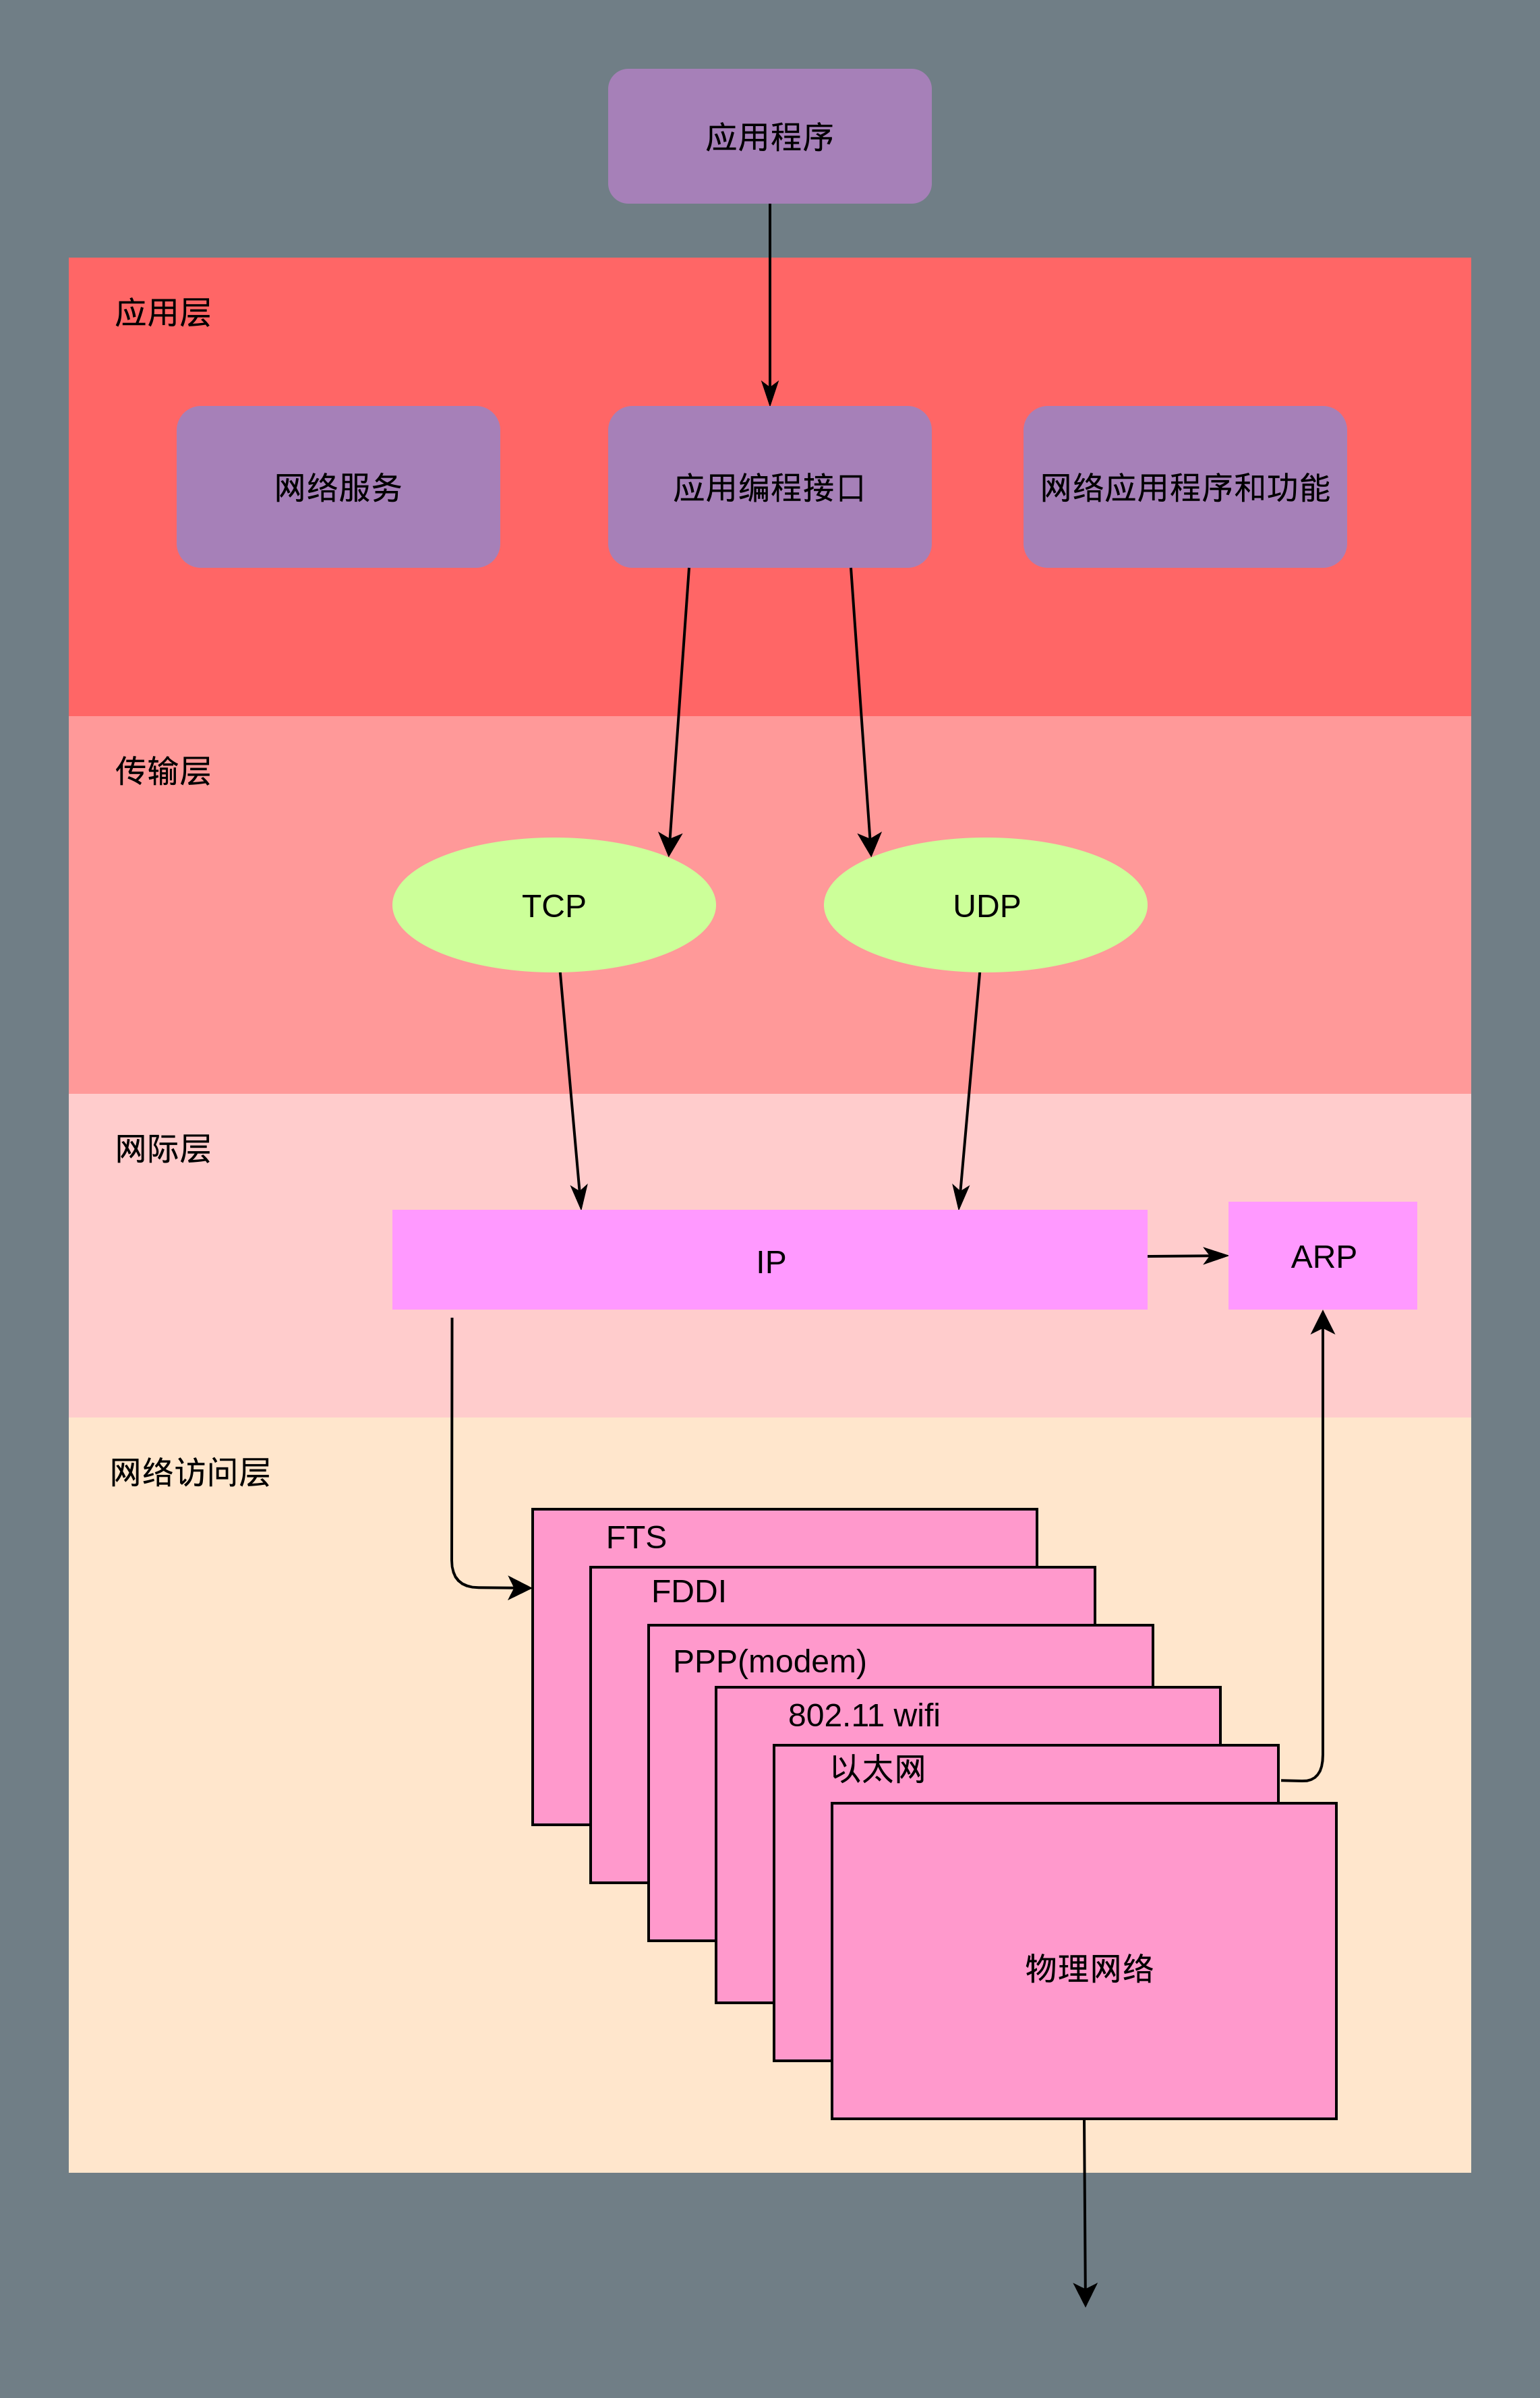 应用程序
应用层
网络服务
应用编程接口
网络应用程序和功能
传输层
TCP
UDP
网际层
IP
ARP
网络访问层
FTS
FDDI
PPP(modem)
802.11 wifi
以太网
物理网络